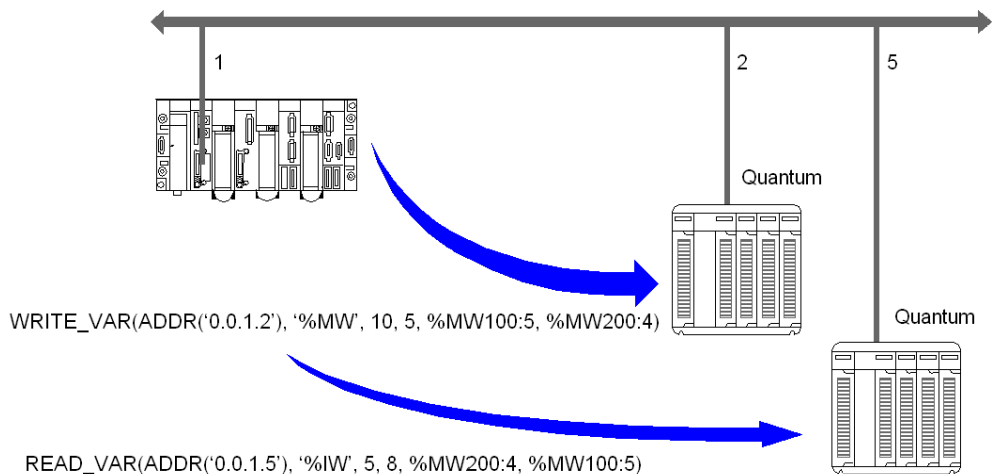 1
2
5
Quantum
WRITE_VAR(ADDR(‘0.0.1.2’), ‘%MW’, 10, 5, %MW100:5, %MW200:4)
Quantum
READ_VAR(ADDR(‘0.0.1.5’), ‘%IW’, 5, 8, %MW200:4, %MW100:5)